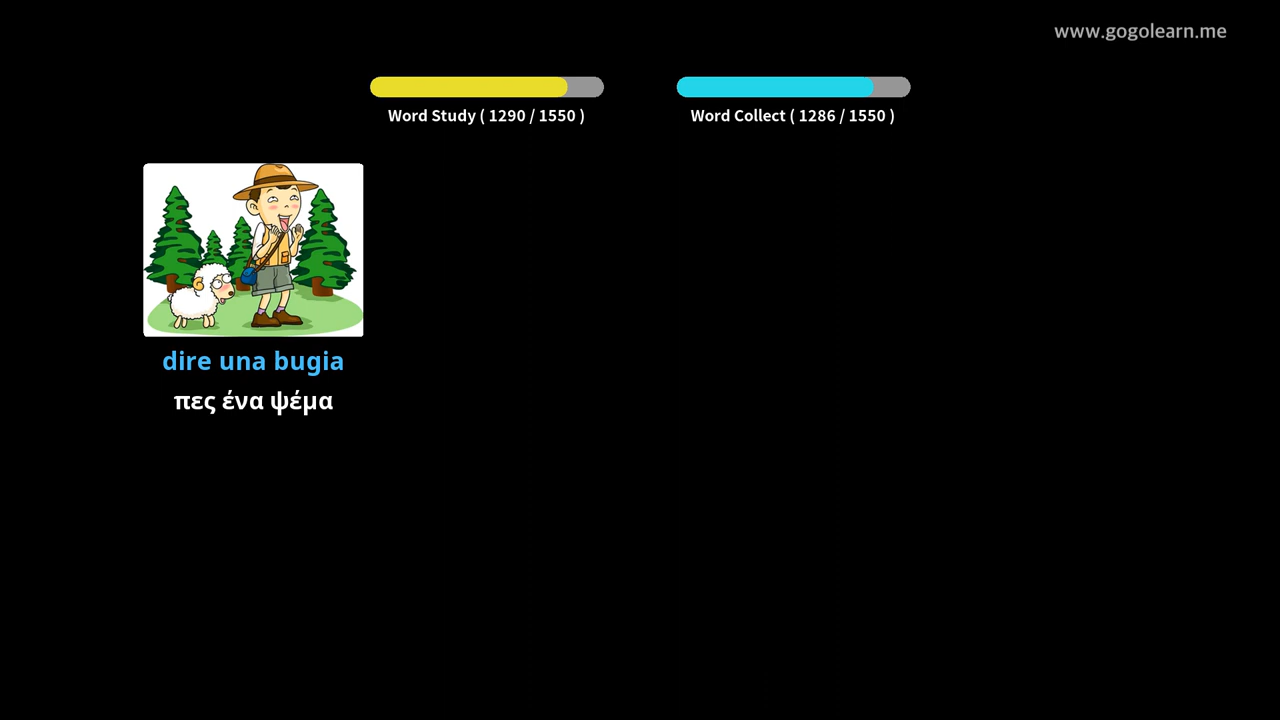 www.gogolearn.me
Word Study ( 1290 / 1550 )
Word Collect ( 1286 / 1550 )
dire una bugia
πες ένα ψέμα